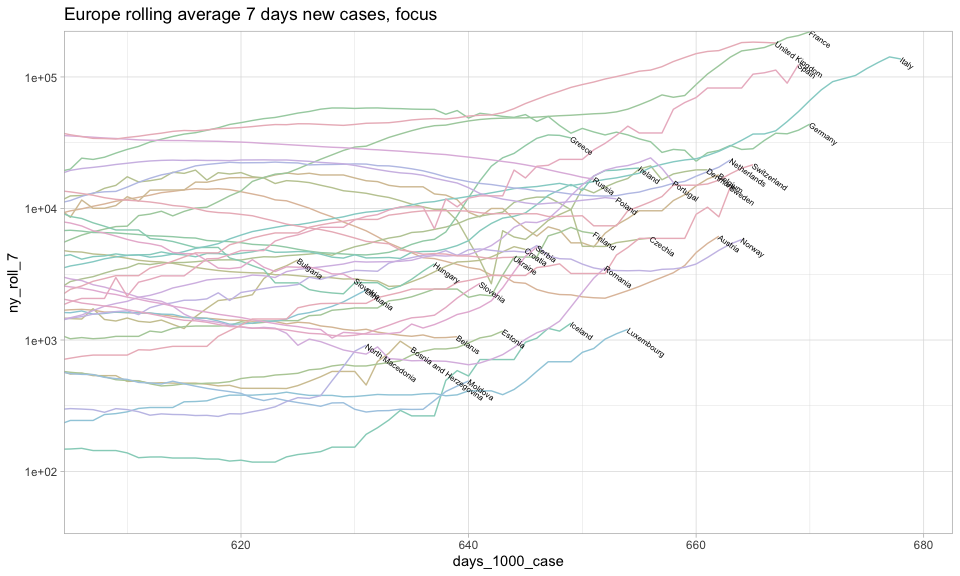 Europe rolling average 7 days new cases, focus
ny_roll_7
1e+05
1e+04
1e+03
1e+02
France
United Kingdom
Spain
Italy
Germany
Greece
Switzerland
Netherlands
Ireland
Sweden
Russia
Portugal
Poland
Finland
Czechia
Austria
Norway
Serbia
Croatia
Ukraine
Bulgaria
Hungary
Romania
Slovenia
Lithuania
Iceland
Luxembourg
Estonia
Belarus
North Macedonia
Bosnia and Herzegovina
Moldova
620
640
660
680
days_1000_case